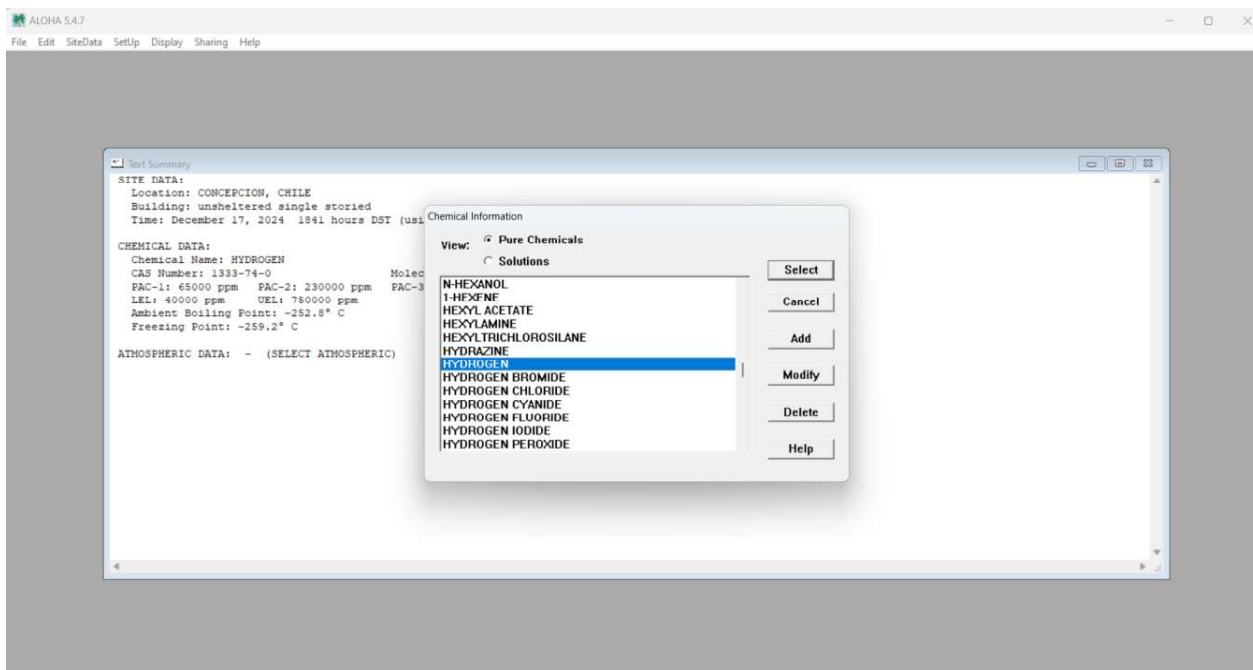 ALOHA 5.4.7
File Edit SiteData SetUp Display Sharing Help
Text Summary
SITE DATA:
Location: CONCEPCION, CHILE
Building: unsheltered single storied
Time: December 17, 2024 1841 hours DST (usi
CHEMICAL DATA:
Chemical Name: HYDROGEN
CAS Number: 1333-74-0 Molec
PAC-1: 65000 ppm PAC-2: 230000 ppm PAC-3
LEL: 40000 ppm UEL: 750000 ppm
Ambient Boiling Point: -252.8° C
Freezing Point: -259.2° C
ATMOSPHERIC DATA: - (SELECT ATMOSPHERIC)
Chemical Information
View: Pure Chemicals
Solutions
N-HEXANOL
1-HEXENE
HEXYL ACETATE
HEXYLAMINE
HEXYLTRICHLOROSILANE
HYDRAZINE
HYDROGEN
HYDROGEN BROMIDE
HYDROGEN CHLORIDE
HYDROGEN CYANIDE
HYDROGEN FLUORIDE
HYDROGEN IODIDE
HYDROGEN PEROXIDE
Select
Cancel
Add
Modify
Delete
Help